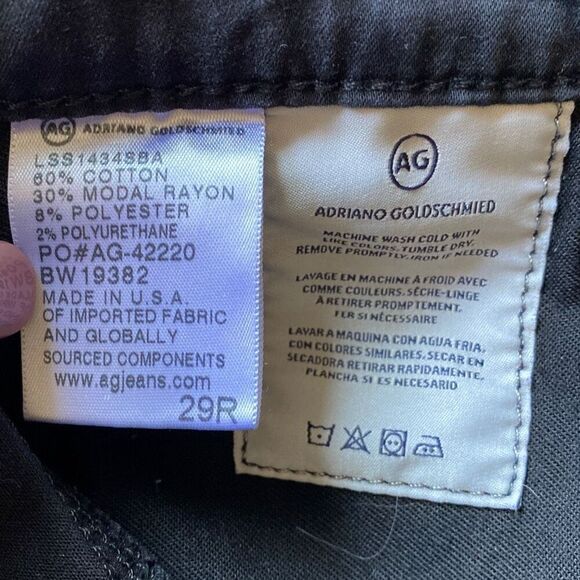 AG ADRIANO GOLDSCHMIED
LSS1434SBA
60% COTTON
30% MODAL RAYON
8% POLYESTER
2% POLYURETHANE
PO#AG-42220
BW19382
MADE IN U.S.A.
OF IMPORTED FABRIC
AND GLOBALLY
SOURCED COMPONENTS
www.agjeans.com
29R
AG
ADRIANO GOLDSCHMIED
MACHINE WASH COLD WITH
LIKE COLORS. TUMBLE DRY.
REMOVE PROMPTLY. IRON IF NEEDED
LAVAGE EN MACHINE À FROID AVEC
COMME COULEURS. SÈCHE-LINGE
À RETIRER PROMPTEMENT.
FER SI NÉCESSAIRE
LAVAR A MAQUINA CON AGUA FRIA,
CON COLORES SIMILARES. SECAR EN
SECADORA RETIRAR RAPIDAMENTE.
PLANCHA SI ES NECESARIO